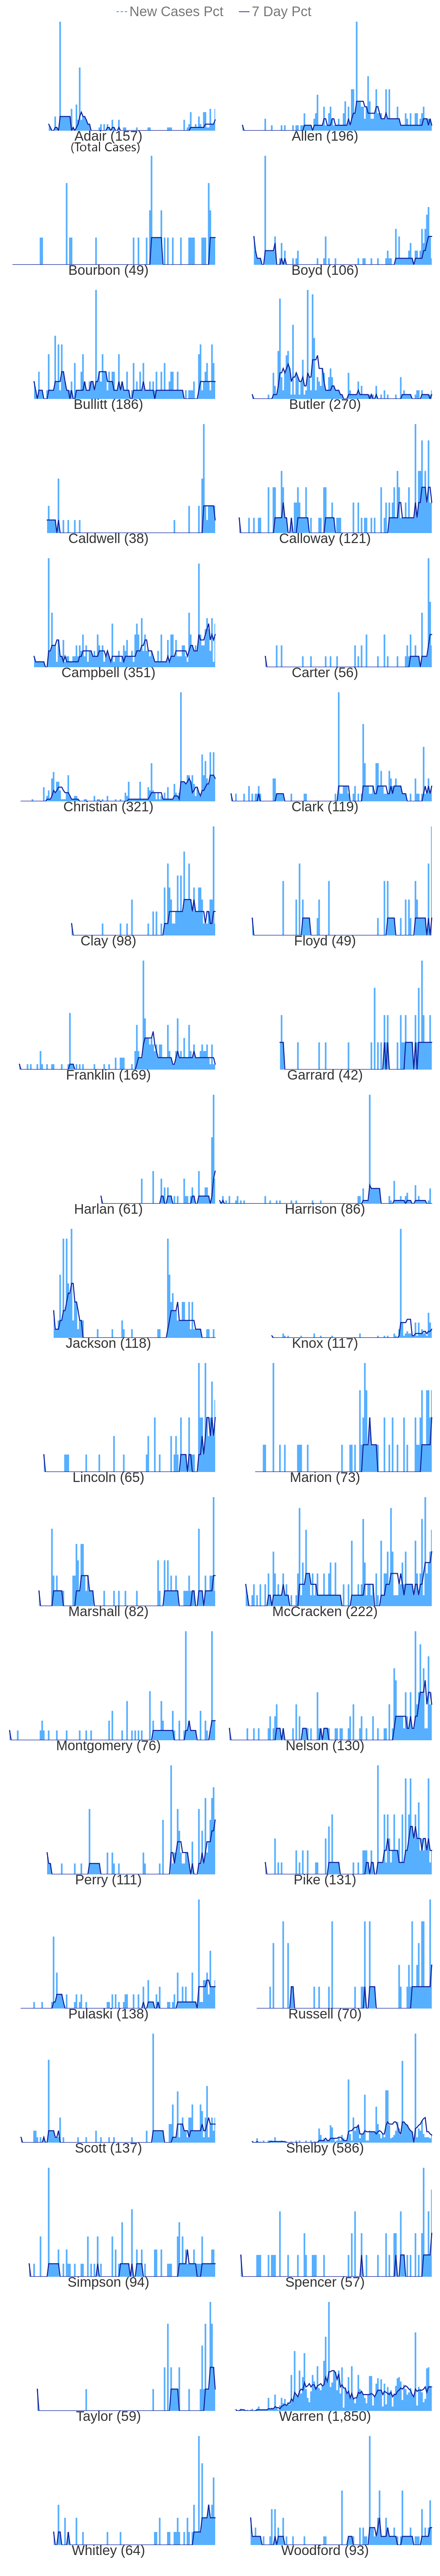 New Cases Pct 7 Day Pct
Adair (157) Allen (196)
(Total Cases)
Bourbon (49) Boyd (106)
Bullitt (186) Butler (270)
Caldwell (38) Calloway (121)
Campbell (351) Carter (56)
Christian (321) Clark (119)
Clay (98) Floyd (49)
Franklin (169) Garrard (42)
Harlan (61) Harrison (86)
Jackson (118) Knox (117)
Lincoln (65) Marion (73)
Marshall (82) McCracken (222)
Montgomery (76) Nelson (130)
Perry (111) Pike (131)
Pulaski (138) Russell (70)
Scott (137) Shelby (586)
Simpson (94) Spencer (57)
Taylor (59) Warren (1,850)
Whitley (64) Woodford (93)